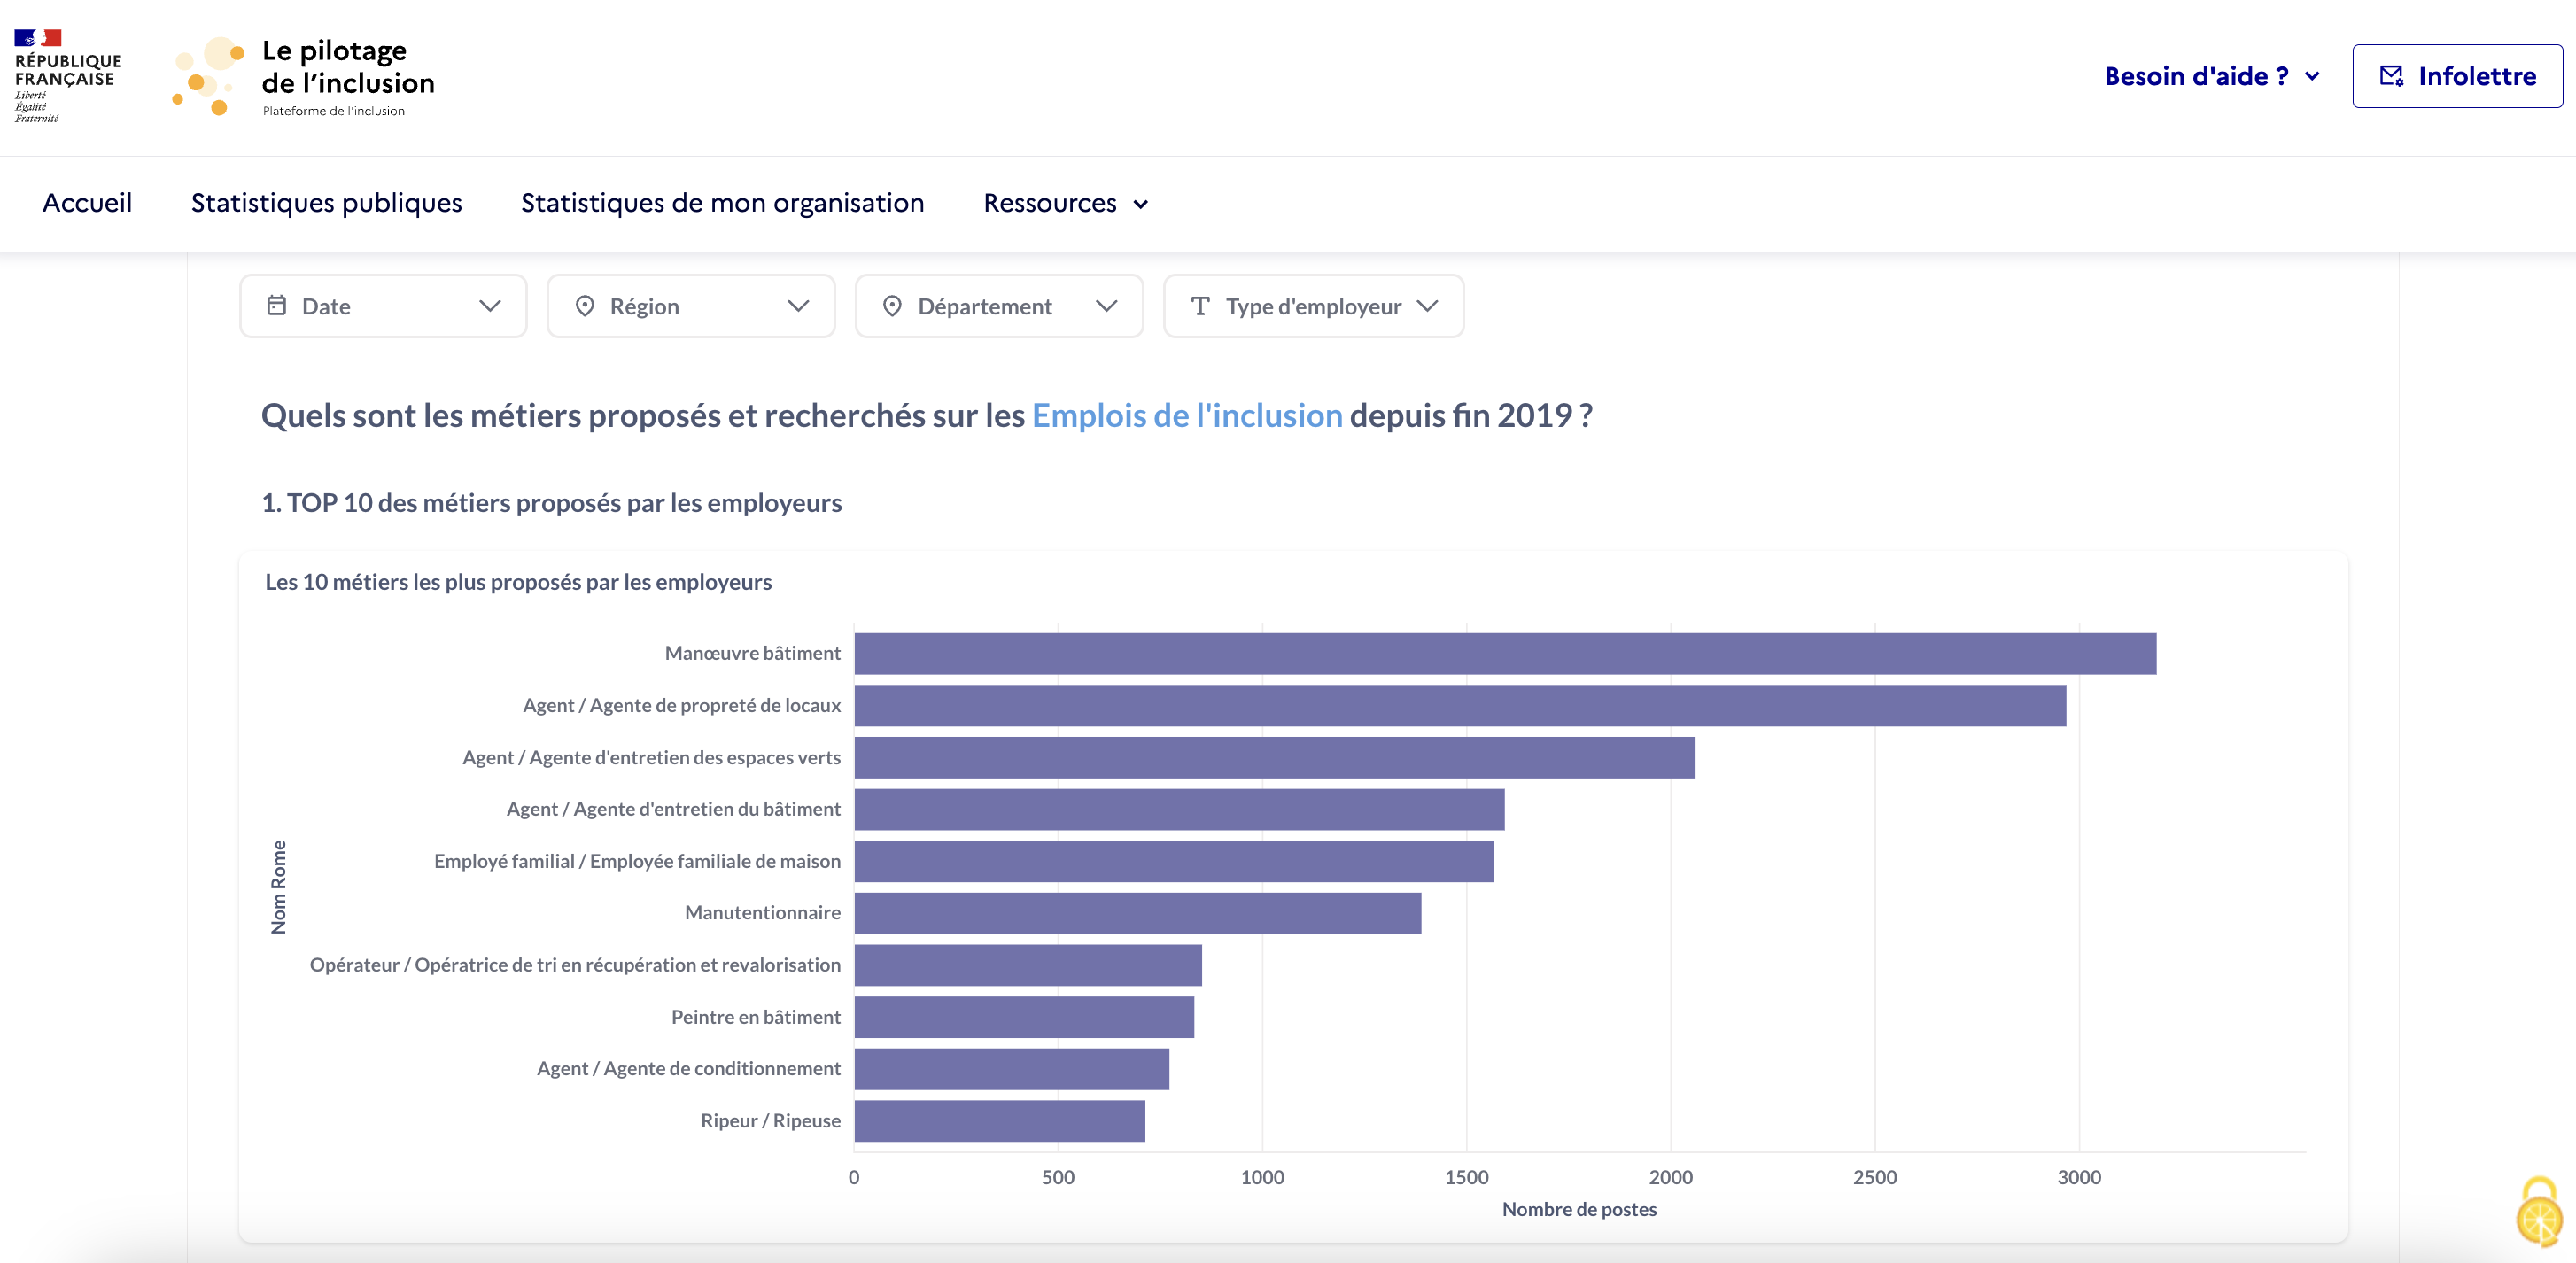 RÉPUBLIQUE
FRANÇAISE
Liberté
Égalité
Fraternité
Le pilotage
de l'inclusion
Plateforme de l'inclusion
Besoin d'aide ?
Infolettre
Accueil
Statistiques publiques
Statistiques de mon organisation
Ressources
Date
Région
Département
Type d'employeur
Quels sont les métiers proposés et recherchés sur les Emplois de l'inclusion depuis fin 2019 ?
1. TOP 10 des métiers proposés par les employeurs
Les 10 métiers les plus proposés par les employeurs
Nom Rome
Manœuvre bâtiment
Agent / Agente de propreté de locaux
Agent / Agente d'entretien des espaces verts
Agent / Agente d'entretien du bâtiment
Employé familial / Employée familiale de maison
Manutentionnaire
Opérateur / Opératrice de tri en récupération et revalorisation
Peintre en bâtiment
Agent / Agente de conditionnement
Ripeur / Ripeuse
0 500 1000 1500 2000 2500 3000
Nombre de postes